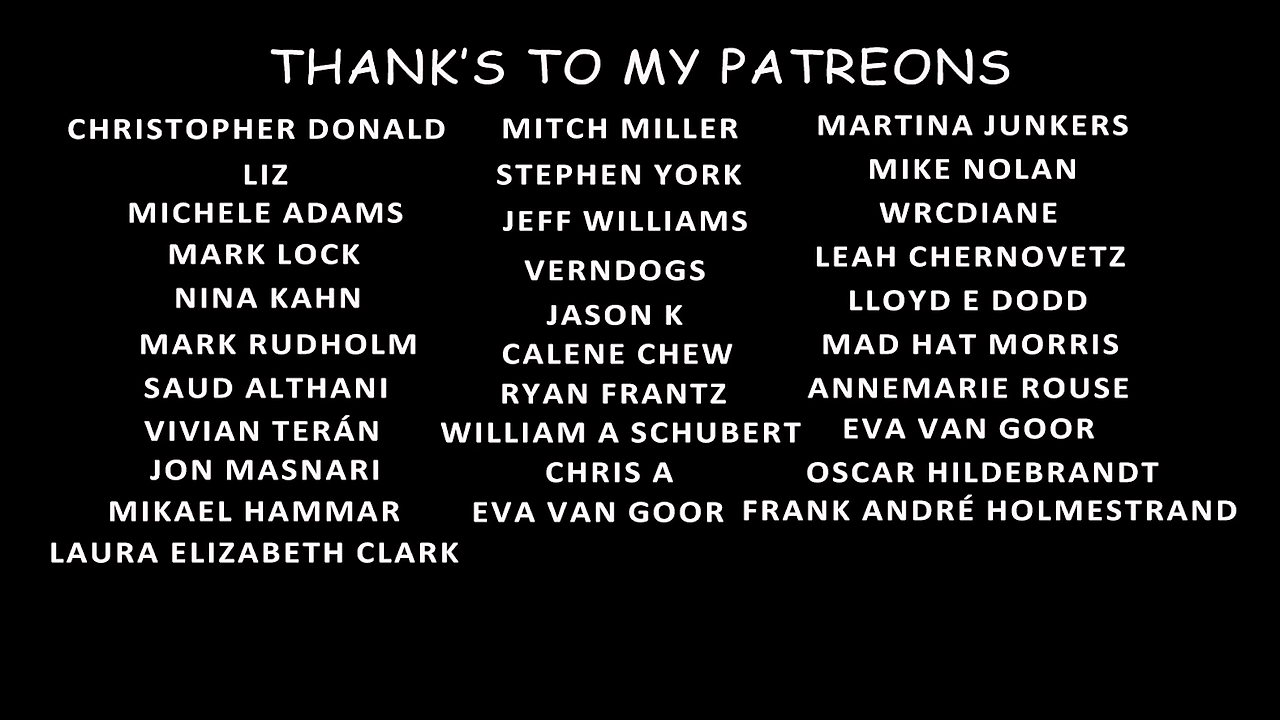 THANK'S TO MY PATREONS
CHRISTOPHER DONALD
LIZ
MICHELE ADAMS
MARK LOCK
NINA KAHN
MARK RUDHOLM
SAUD ALTHANI
VIVIAN TERÁN
JON MASNARI
MIKAEL HAMMAR
LAURA ELIZABETH CLARK
MITCH MILLER
STEPHEN YORK
JEFF WILLIAMS
VERNDOGS
JASON K
CALENE CHEW
RYAN FRANTZ
WILLIAM A SCHUBERT
CHRIS A
EVA VAN GOOR
MARTINA JUNKERS
MIKE NOLAN
WRCDIANE
LEAH CHERNOVETZ
LLOYD E DODD
MAD HAT MORRIS
ANNEMARIE ROUSE
EVA VAN GOOR
OSCAR HILDEBRANDT
FRANK ANDRÉ HOLMESTRAND